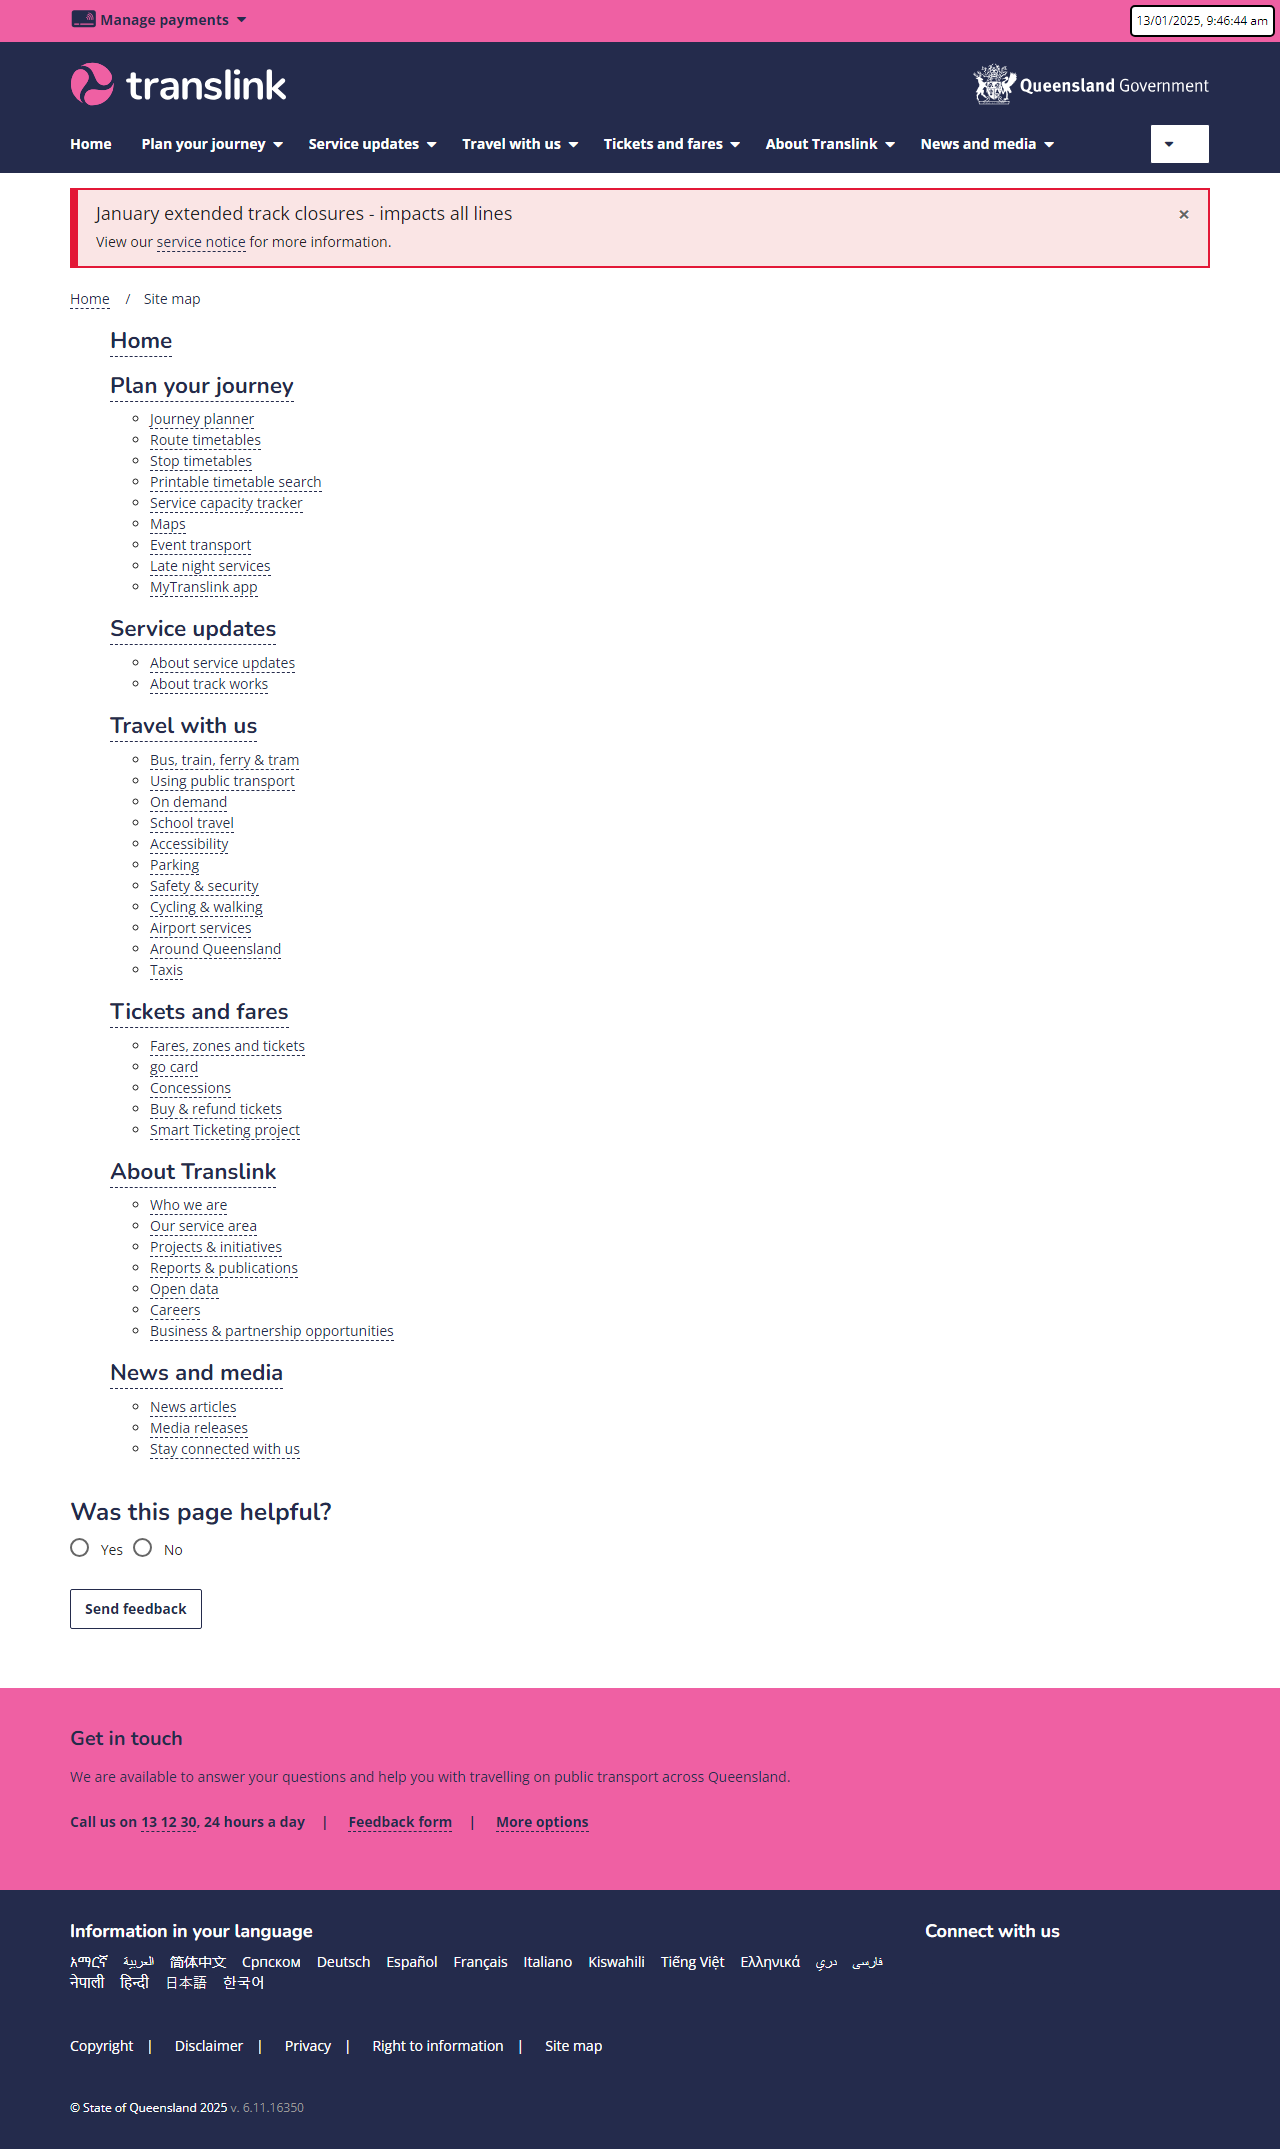 Manage payments
13/01/2025, 9:46:44 am
translink
Queensland Government
Home Plan your journey Service updates Travel with us Tickets and fares About Translink News and media
January extended track closures - impacts all lines
×
View our service notice for more information.
Home / Site map
Home
Plan your journey
Journey planner
Route timetables
Stop timetables
Printable timetable search
Service capacity tracker
Maps
Event transport
Late night services
MyTranslink app
Service updates
About service updates
About track works
Travel with us
Bus, train, ferry & tram
Using public transport
On demand
School travel
Accessibility
Parking
Safety & security
Cycling & walking
Airport services
Around Queensland
Taxis
Tickets and fares
Fares, zones and tickets
go card
Concessions
Buy & refund tickets
Smart Ticketing project
About Translink
Who we are
Our service area
Projects & initiatives
Reports & publications
Open data
Careers
Business & partnership opportunities
News and media
News articles
Media releases
Stay connected with us
Was this page helpful?
Yes No
Send feedback
Get in touch
We are available to answer your questions and help you with travelling on public transport across Queensland.
Call us on 13 12 30, 24 hours a day | Feedback form | More options
Information in your language
Connect with us
አማርኛ العربية 简体中文 Српском Deutsch Español Français Italiano Kiswahili Tiếng Việt Ελληνικά دري فارسی
नेपाली हिन्दी 日本語 한국어
Copyright | Disclaimer | Privacy | Right to information | Site map
© State of Queensland 2025 v. 6.11.16350